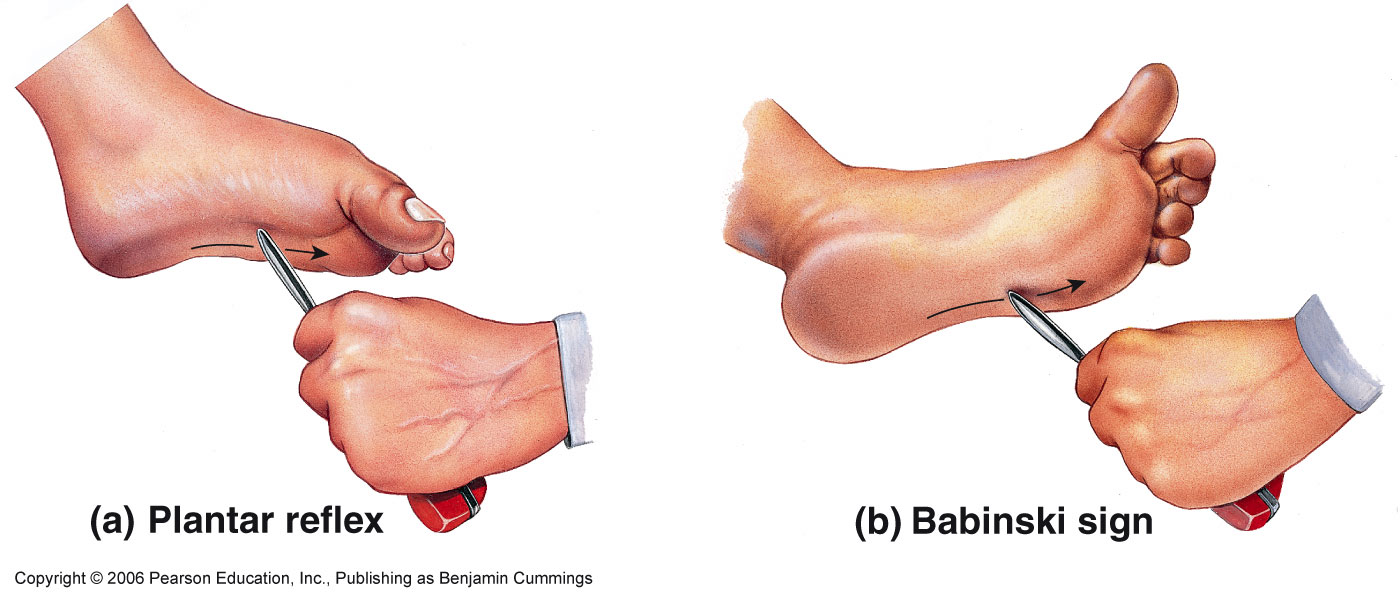 (a) Plantar reflex
(b) Babinski sign
Copyright © 2006 Pearson Education, Inc., Publishing as Benjamin Cummings